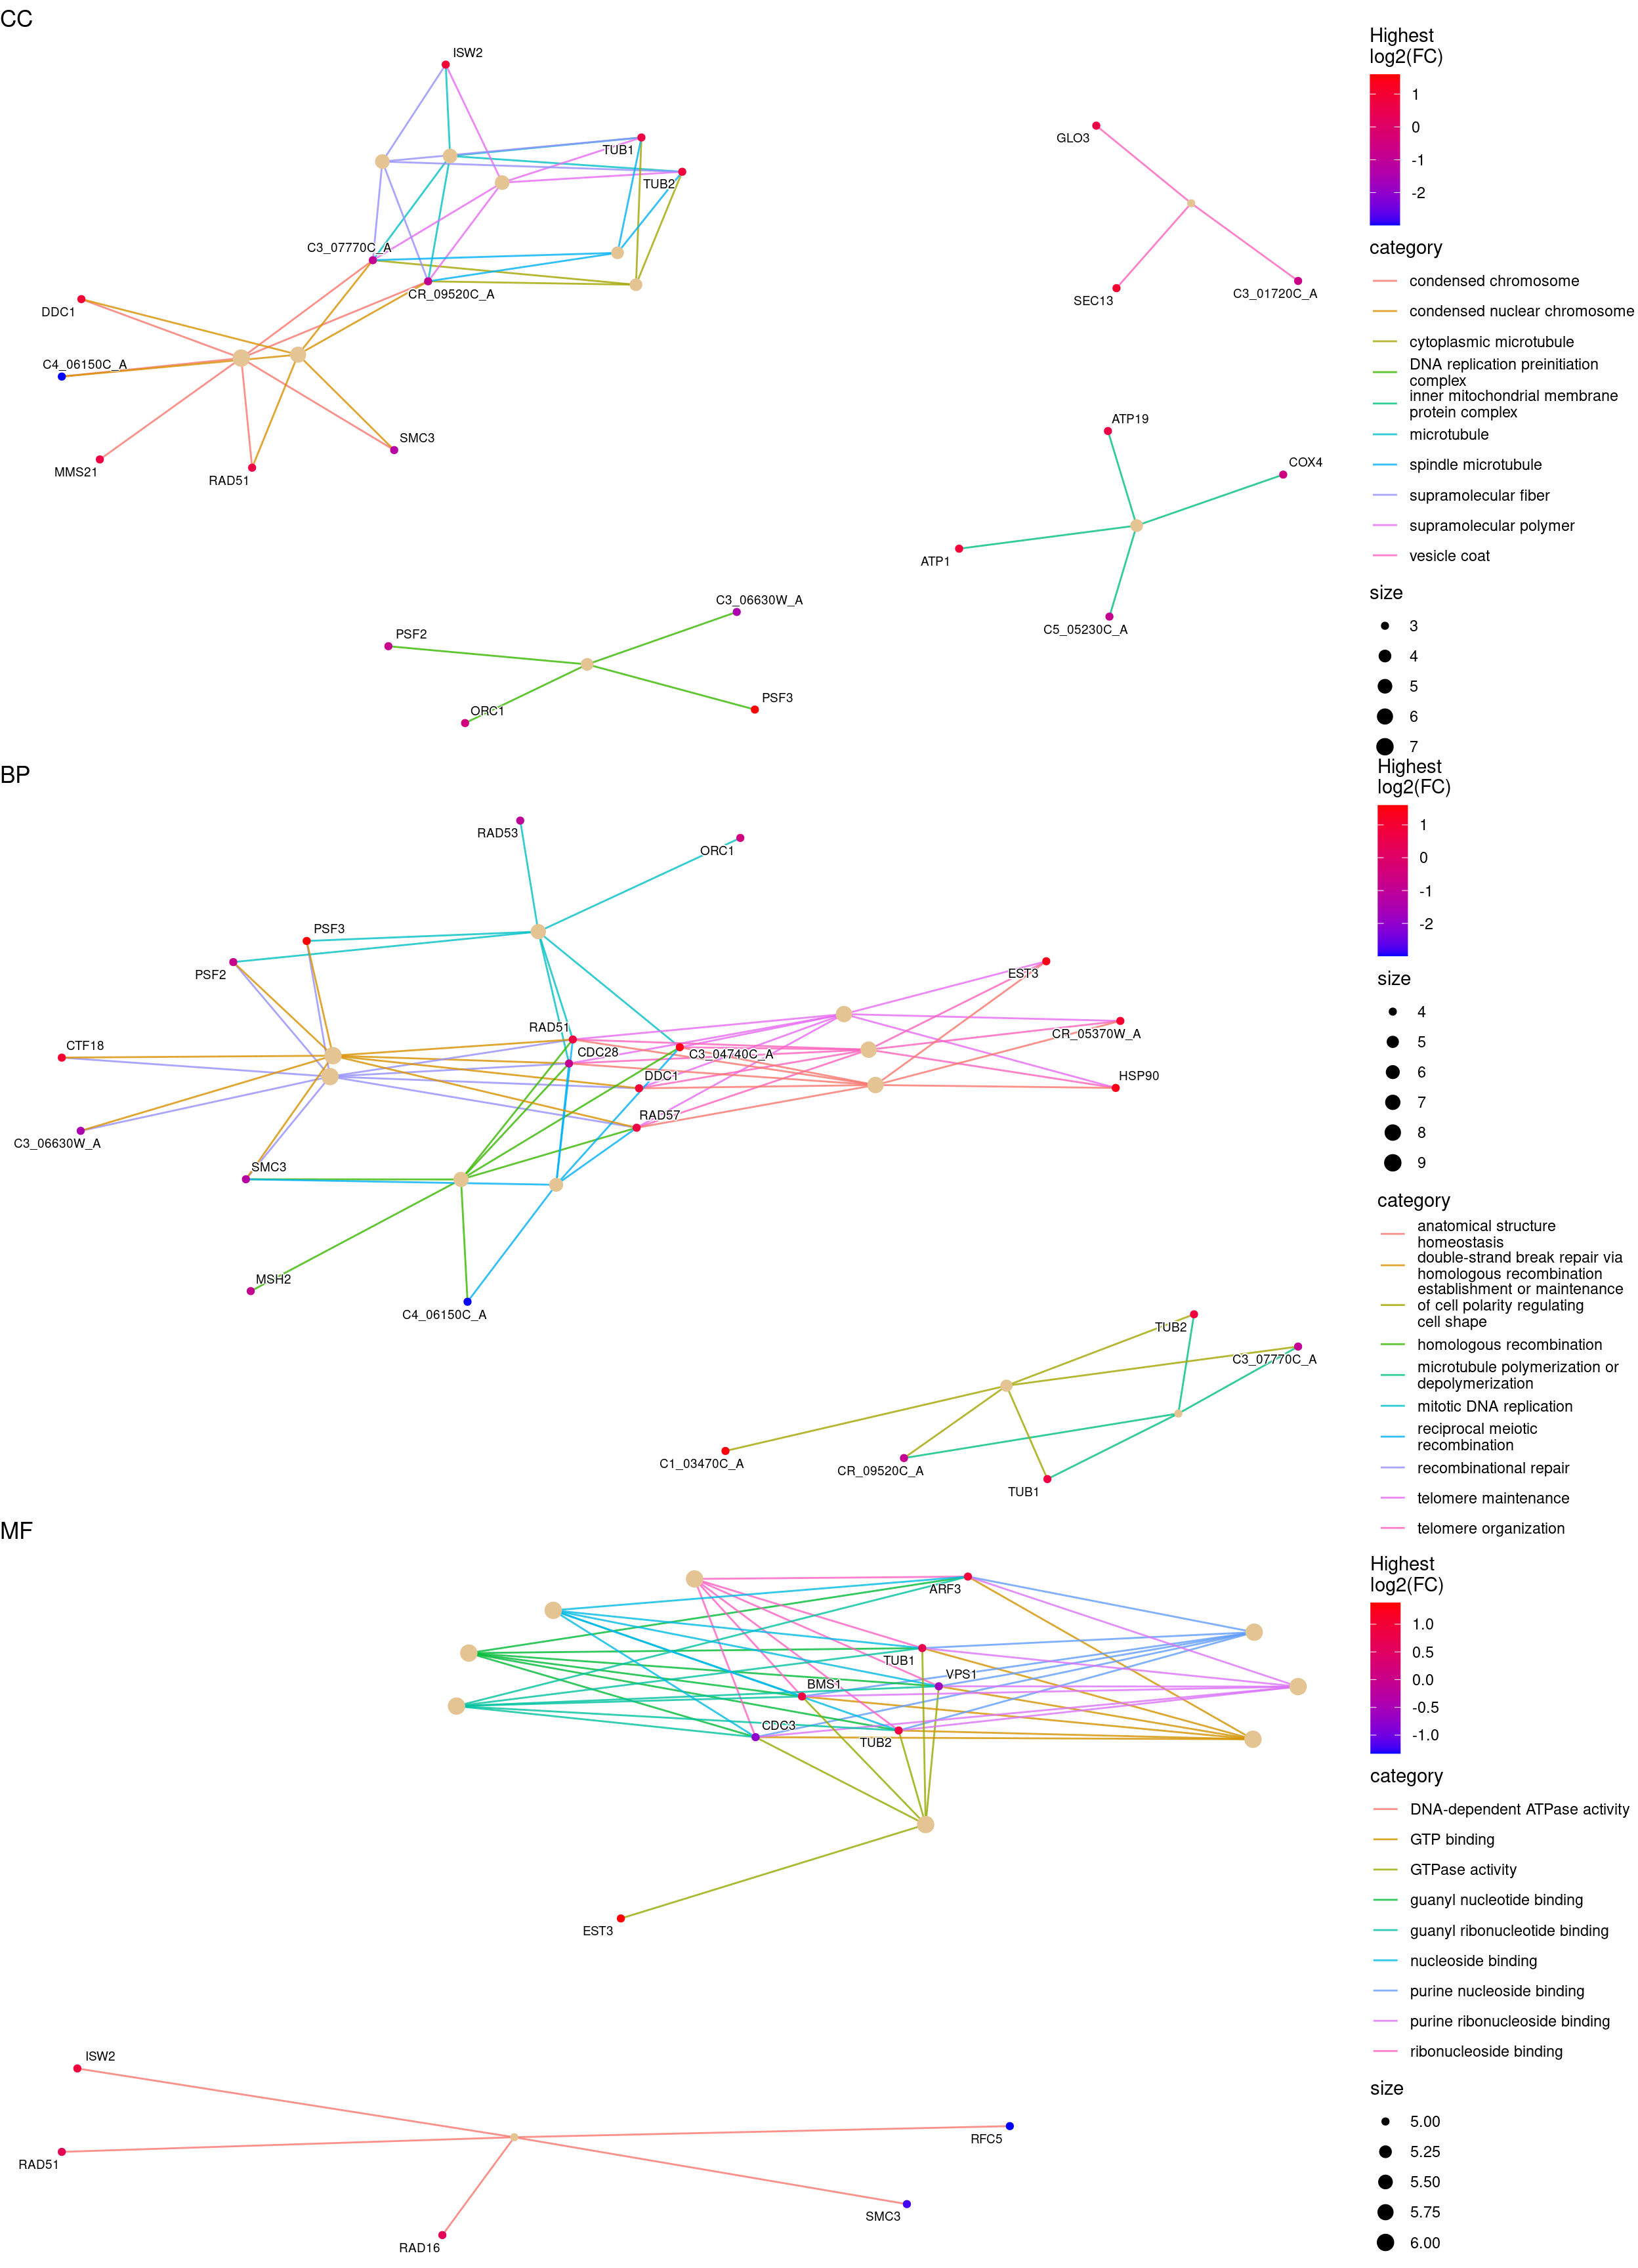 CC
ISW2
TUB1
TUB2
C3_07770C_A
CR_09520C_A
DDC1
C4_06150C_A
MMS21
RAD51
SMC3
GLO3
SEC13
C3_01720C_A
ATP19
COX4
ATP1
C5_05230C_A
C3_06630W_A
PSF2
PSF3
ORC1
Highest
log2(FC)
1
0
-1
-2
category
condensed chromosome
condensed nuclear chromosome
cytoplasmic microtubule
DNA replication preinitiation
complex
inner mitochondrial membrane
protein complex
microtubule
spindle microtubule
supramolecular fiber
supramolecular polymer
vesicle coat
size
3
4
5
6
7
BP
RAD53
ORC1
PSF3
PSF2
EST3
RAD51
CR_05370W_A
CTF18
CDC28
C3_04740C_A
DDC1
HSP90
RAD57
C3_06630W_A
SMC3
MSH2
C4_06150C_A
TUB2
C3_07770C_A
C1_03470C_A
CR_09520C_A
TUB1
Highest
log2(FC)
1
0
-1
-2
size
4
5
6
7
8
9
category
anatomical structure
homeostasis
double-strand break repair via
homologous recombination
establishment or maintenance
of cell polarity regulating
cell shape
homologous recombination
microtubule polymerization or
depolymerization
mitotic DNA replication
reciprocal meiotic
recombination
recombinational repair
telomere maintenance
telomere organization
MF
ARF3
TUB1
VPS1
BMS1
CDC3
TUB2
EST3
ISW2
RFC5
RAD51
SMC3
RAD16
Highest
log2(FC)
1.0
0.5
0.0
-0.5
-1.0
category
DNA-dependent ATPase activity
GTP binding
GTPase activity
guanyl nucleotide binding
guanyl ribonucleotide binding
nucleoside binding
purine nucleoside binding
purine ribonucleoside binding
ribonucleoside binding
size
5.00
5.25
5.50
5.75
6.00